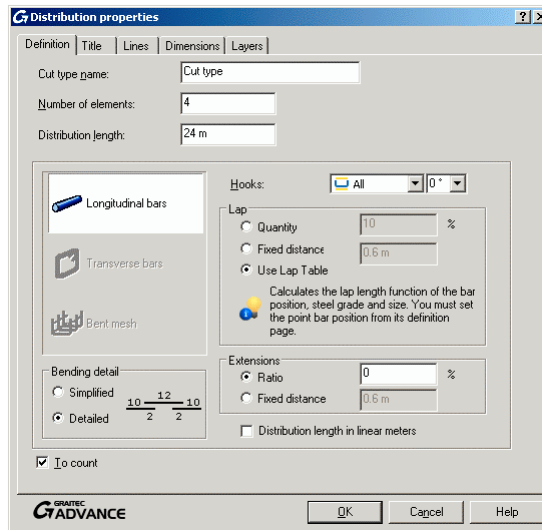 Distribution properties
Definition Title Lines Dimensions Layers
Cut type name: Cut type
Number of elements: 4
Distribution length: 24 m
Longitudinal bars
Transverse bars
Bent mesh
Hooks: All 0 °
Lap
Quantity 10 %
Fixed distance 0.6 m
Use Lap Table
Calculates the lap length function of the bar
position, steel grade and size. You must set
the point bar position from its definition
page.
Bending detail
Simplified
Detailed
10 12 10
2 2
Extensions
Ratio 0 %
Fixed distance 0.6 m
Distribution length in linear meters
To count
GRAITEC
ADVANCE
OK Cancel Help